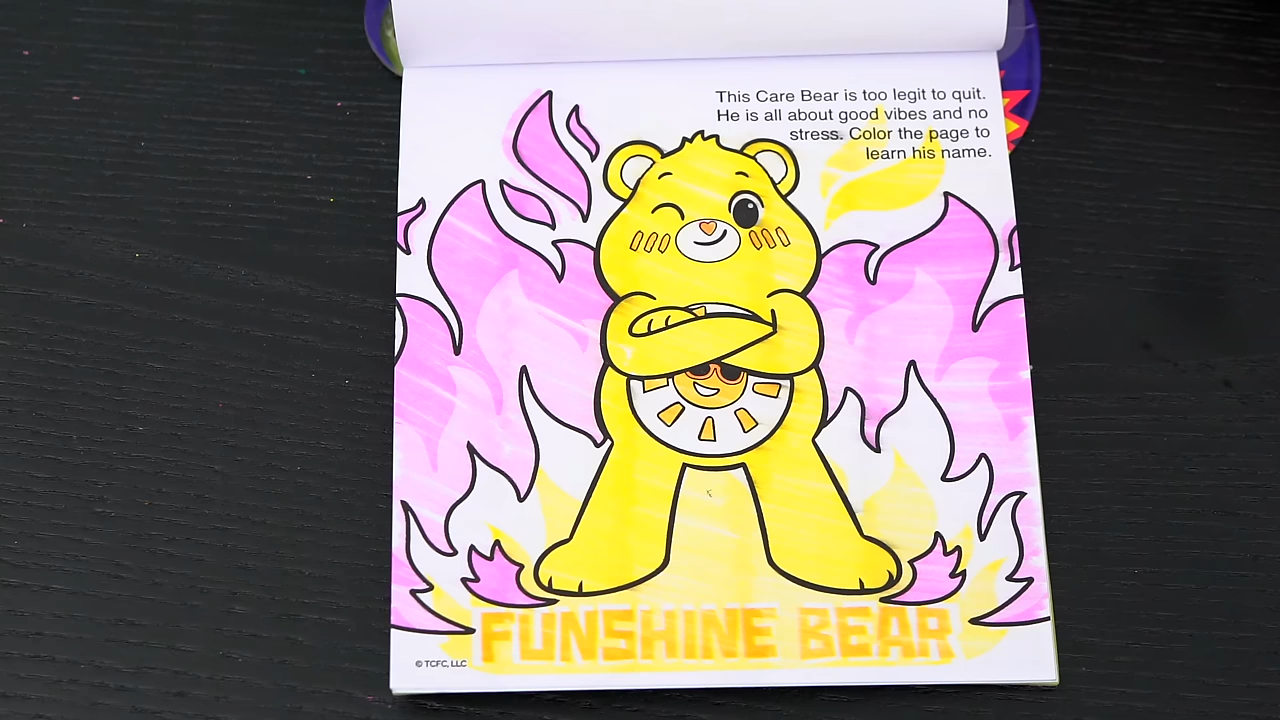 This Care Bear is too legit to quit.
He is all about good vibes and no
stress. Color the page to
learn his name.
FUNSHINE BEAR
© TCFC, LLC